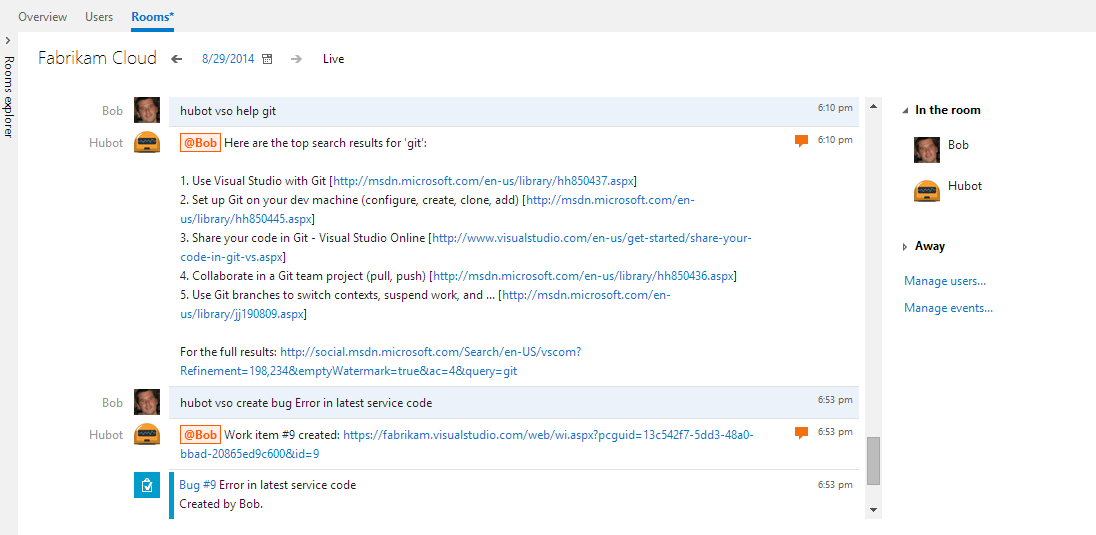 Overview Users Rooms*
Rooms explorer
Fabrikam Cloud 8/29/2014 Live
Bob hubot vso help git 6:10 pm
Hubot @Bob Here are the top search results for 'git': 6:10 pm
1. Use Visual Studio with Git [http://msdn.microsoft.com/en-us/library/hh850437.aspx]
2. Set up Git on your dev machine (configure, create, clone, add) [http://msdn.microsoft.com/en-
us/library/hh850445.aspx]
3. Share your code in Git - Visual Studio Online [http://www.visualstudio.com/en-us/get-started/share-your-
code-in-git-vs.aspx]
4. Collaborate in a Git team project (pull, push) [http://msdn.microsoft.com/en-us/library/hh850436.aspx]
5. Use Git branches to switch contexts, suspend work, and ... [http://msdn.microsoft.com/en-
us/library/jj190809.aspx]
For the full results: http://social.msdn.microsoft.com/Search/en-US/vscom?
Refinement=198,234&emptyWatermark=true&ac=4&query=git
Bob hubot vso create bug Error in latest service code 6:53 pm
Hubot @Bob Work item #9 created: https://fabrikam.visualstudio.com/web/wi.aspx?pcguid=13c542f7-5dd3-48a0- 6:53 pm
bbad-20865ed9c600&id=9
Bug #9 Error in latest service code 6:53 pm
Created by Bob.
In the room
Bob
Hubot
Away
Manage users...
Manage events...